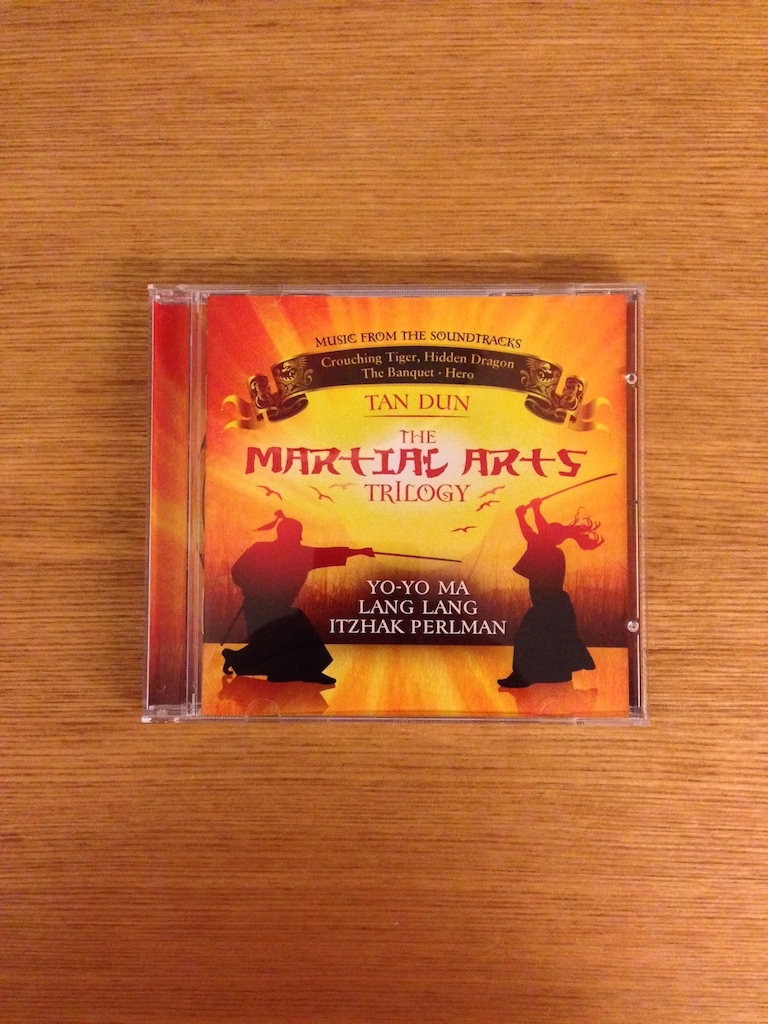 MUSIC FROM THE SOUNDTRACKS
Crouching Tiger, Hidden Dragon
The Banquet · Hero
TAN DUN
THE
MARTIAL ARTS
TRILOGY
YO-YO MA
LANG LANG
ITZHAK PERLMAN